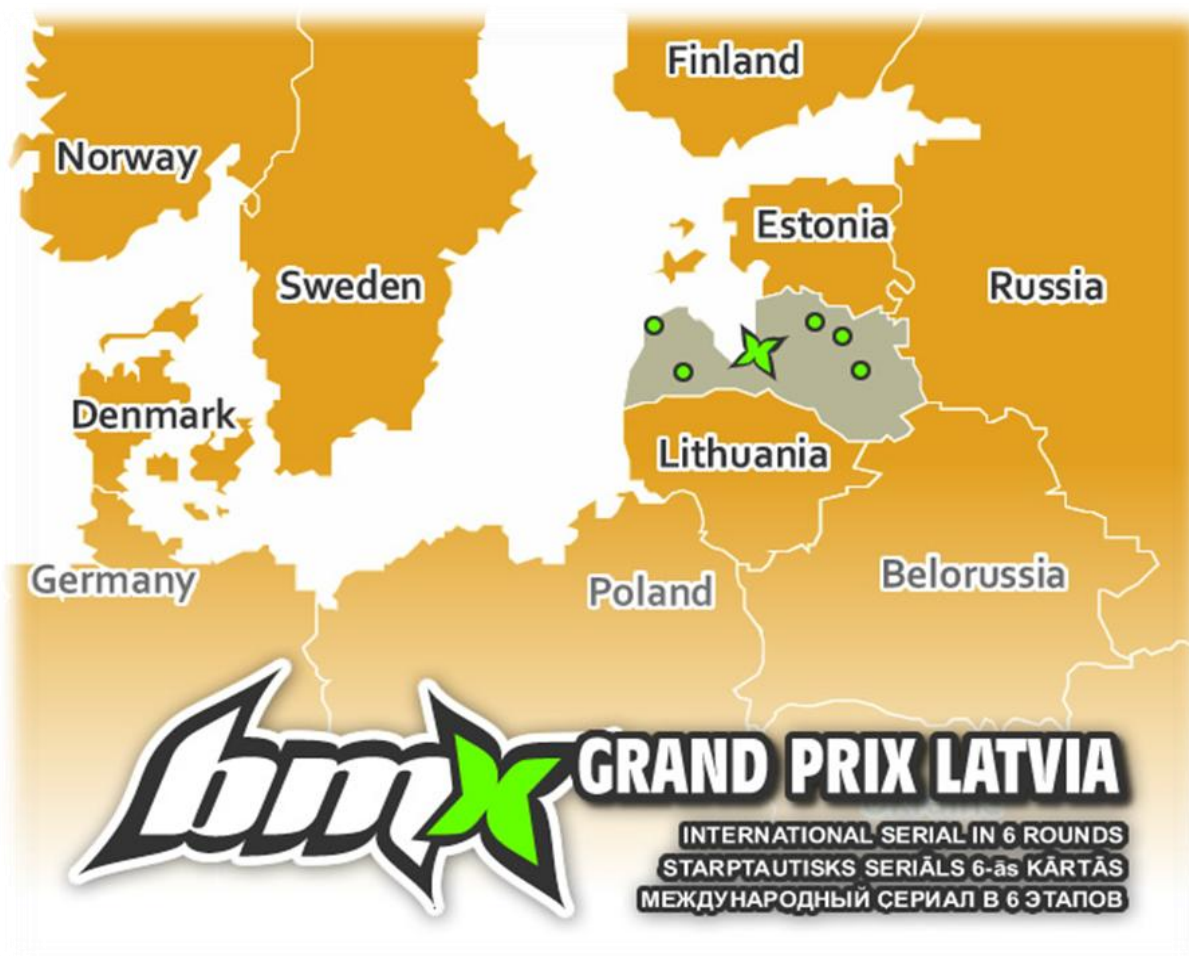 Finland
Norway
Estonia
Sweden
Russia
Denmark
Lithuania
Germany
Poland
Belorussia
bmx GRAND PRIX LATVIA
INTERNATIONAL SERIAL IN 6 ROUNDS
STARPTAUTISKS SERIĀLS 6-ās KĀRTĀS
МЕЖДУНАРОДНЫЙ СЕРИАЛ В 6 ЭТАПОВ